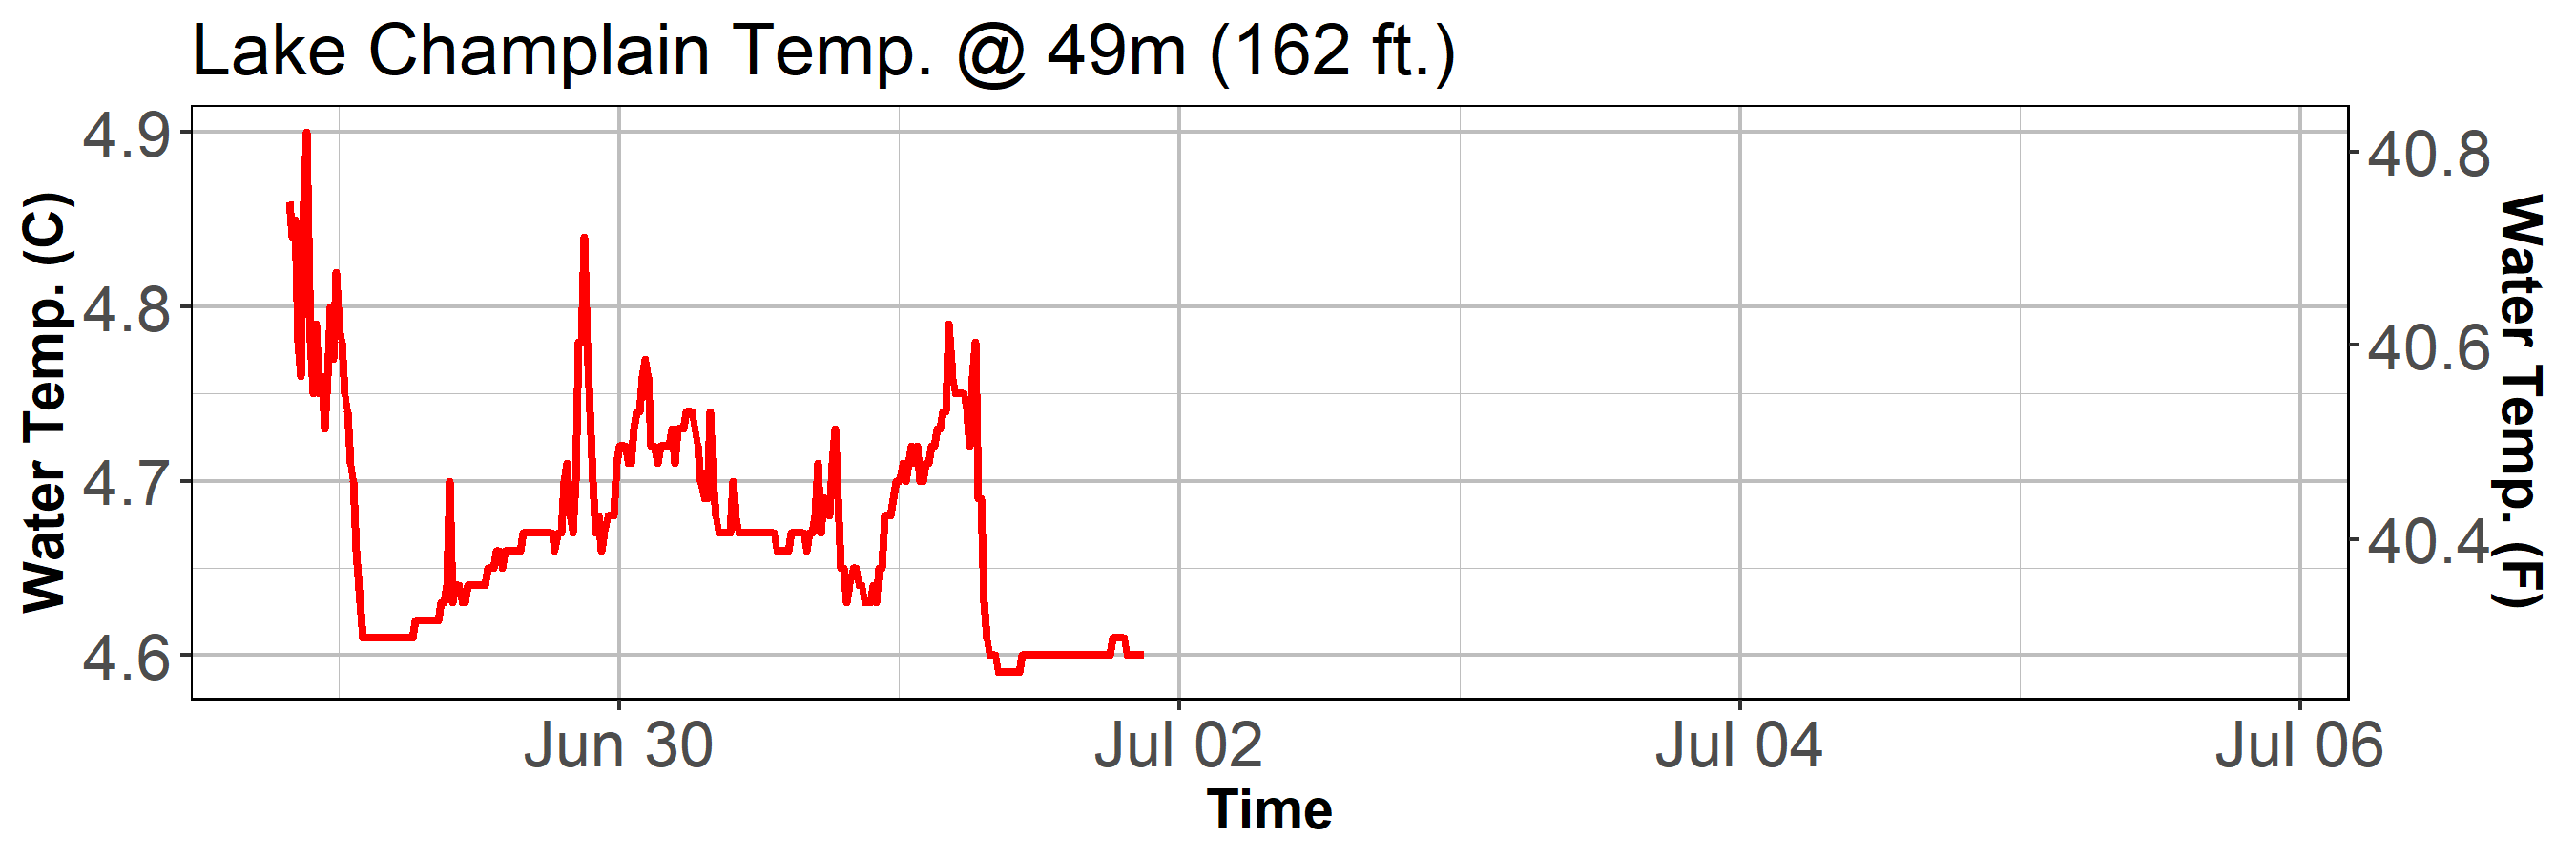 Lake Champlain Temp. @ 49m (162 ft.)
Water Temp. (C)
4.9
4.8
4.7
4.6
40.8
40.6
40.4
Water Temp. (F)
Jun 30
Jul 02
Jul 04
Jul 06
Time